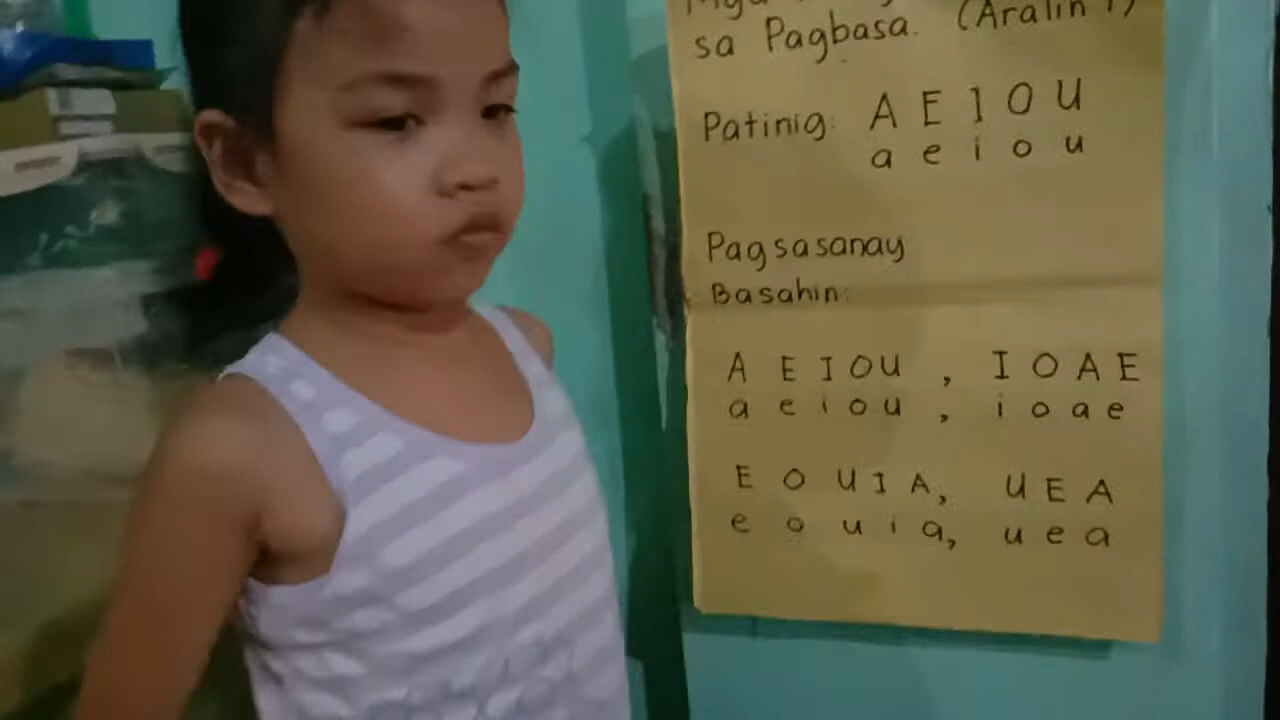 sa Pagbasa. (Aralin 1)
Patinig: A E I O U
a e i o u
Pagsasanay
Basahin:
A E I O U , I O A E
a e i o u , i o a e
E O U I A, U E A
e o u i a, u e a